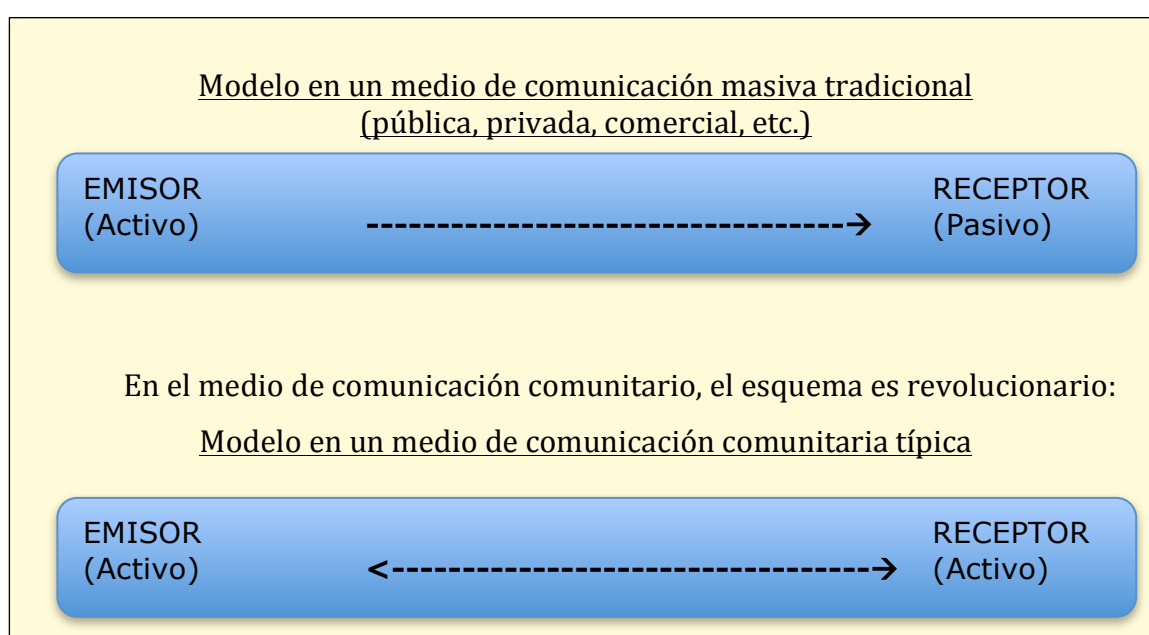 Modelo en un medio de comunicación masiva tradicional
(pública, privada, comercial, etc.)
EMISOR RECEPTOR
(Activo) ----------------------------------→ (Pasivo)
En el medio de comunicación comunitario, el esquema es revolucionario:
Modelo en un medio de comunicación comunitaria típica
EMISOR RECEPTOR
(Activo) <----------------------------------→ (Activo)